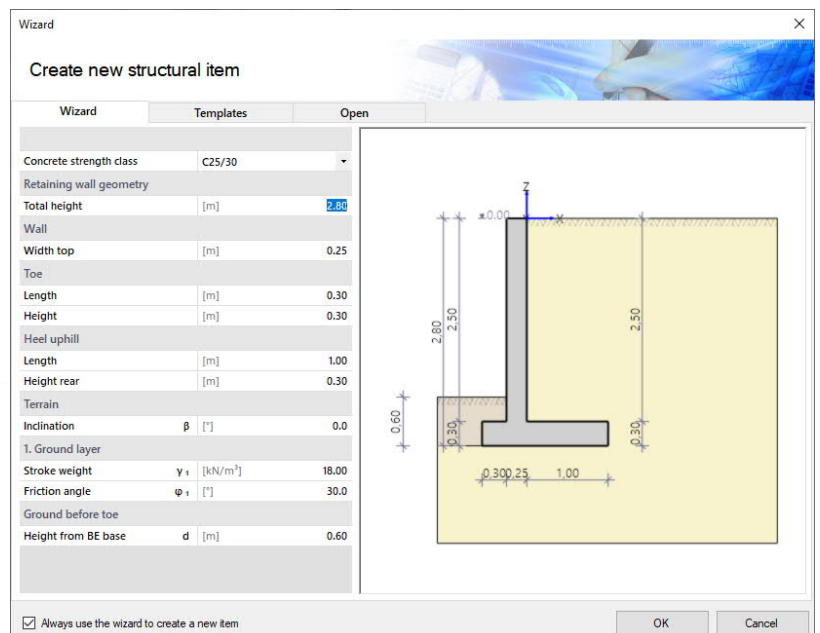 Wizard
Create new structural item
Wizard Templates Open
Concrete strength class C25/30
Retaining wall geometry
Total height [m] 2.80
Wall
Width top [m] 0.25
Toe
Length [m] 0.30
Height [m] 0.30
Heel uphill
Length [m] 1.00
Height rear [m] 0.30
Terrain
Inclination β [°] 0.0
1. Ground layer
Stroke weight γ 1 [kN/m³] 18.00
Friction angle φ 1 [°] 30.0
Ground before toe
Height from BE base d [m] 0.60
Z
±0.00 X
2,80
2,50
2,50
0,60
0,30
0,30
0,30 0,25 1,00
Always use the wizard to create a new item
OK Cancel